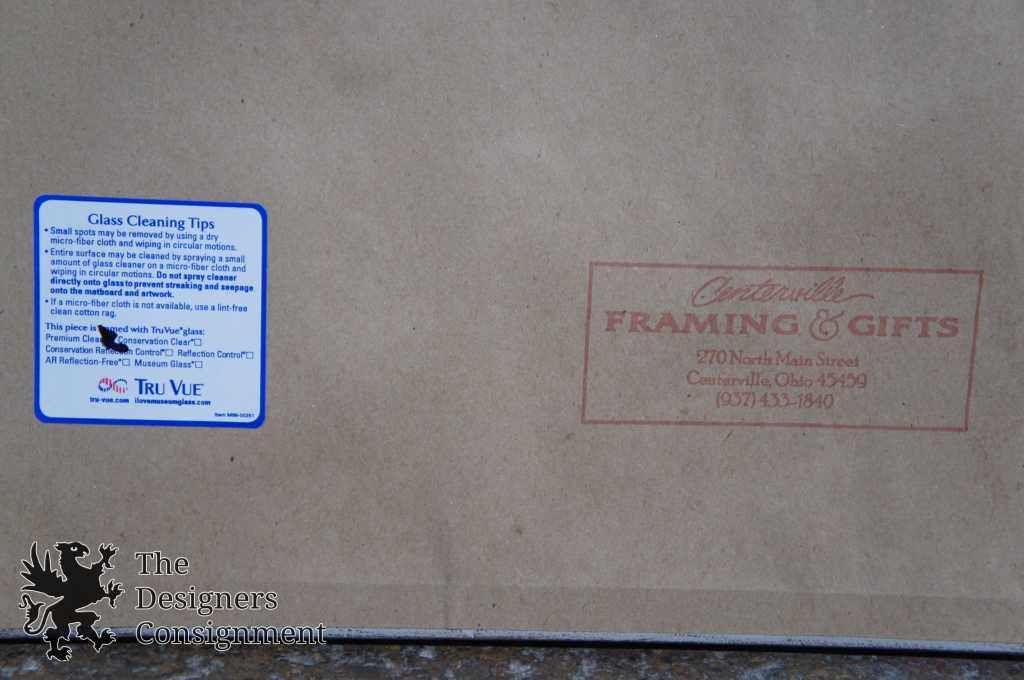 Glass Cleaning Tips
• Small spots may be removed by using a dry
micro-fiber cloth and wiping in circular motions.
• Entire surface may be cleaned by spraying a small
amount of glass cleaner on a micro-fiber cloth and
wiping in circular motions. Do not spray cleaner
directly onto glass to prevent streaking and seepage
onto the matboard and artwork.
• If a micro-fiber cloth is not available, use a lint-free
clean cotton rag.
This piece is with Tru Vue® glass:
Premium Conservation Clear®☐
Conservation Reflection Control®☐ Reflection Control®☐
AR Reflection-Free®☐ Museum Glass®☐
TRU VUE®
tru-vue.com ilovemuseumglass.com
Centerville
FRAMING & GIFTS
270 North Main Street
Centerville, Ohio 45459
(937) 433-1840
The
Designers
Consignment